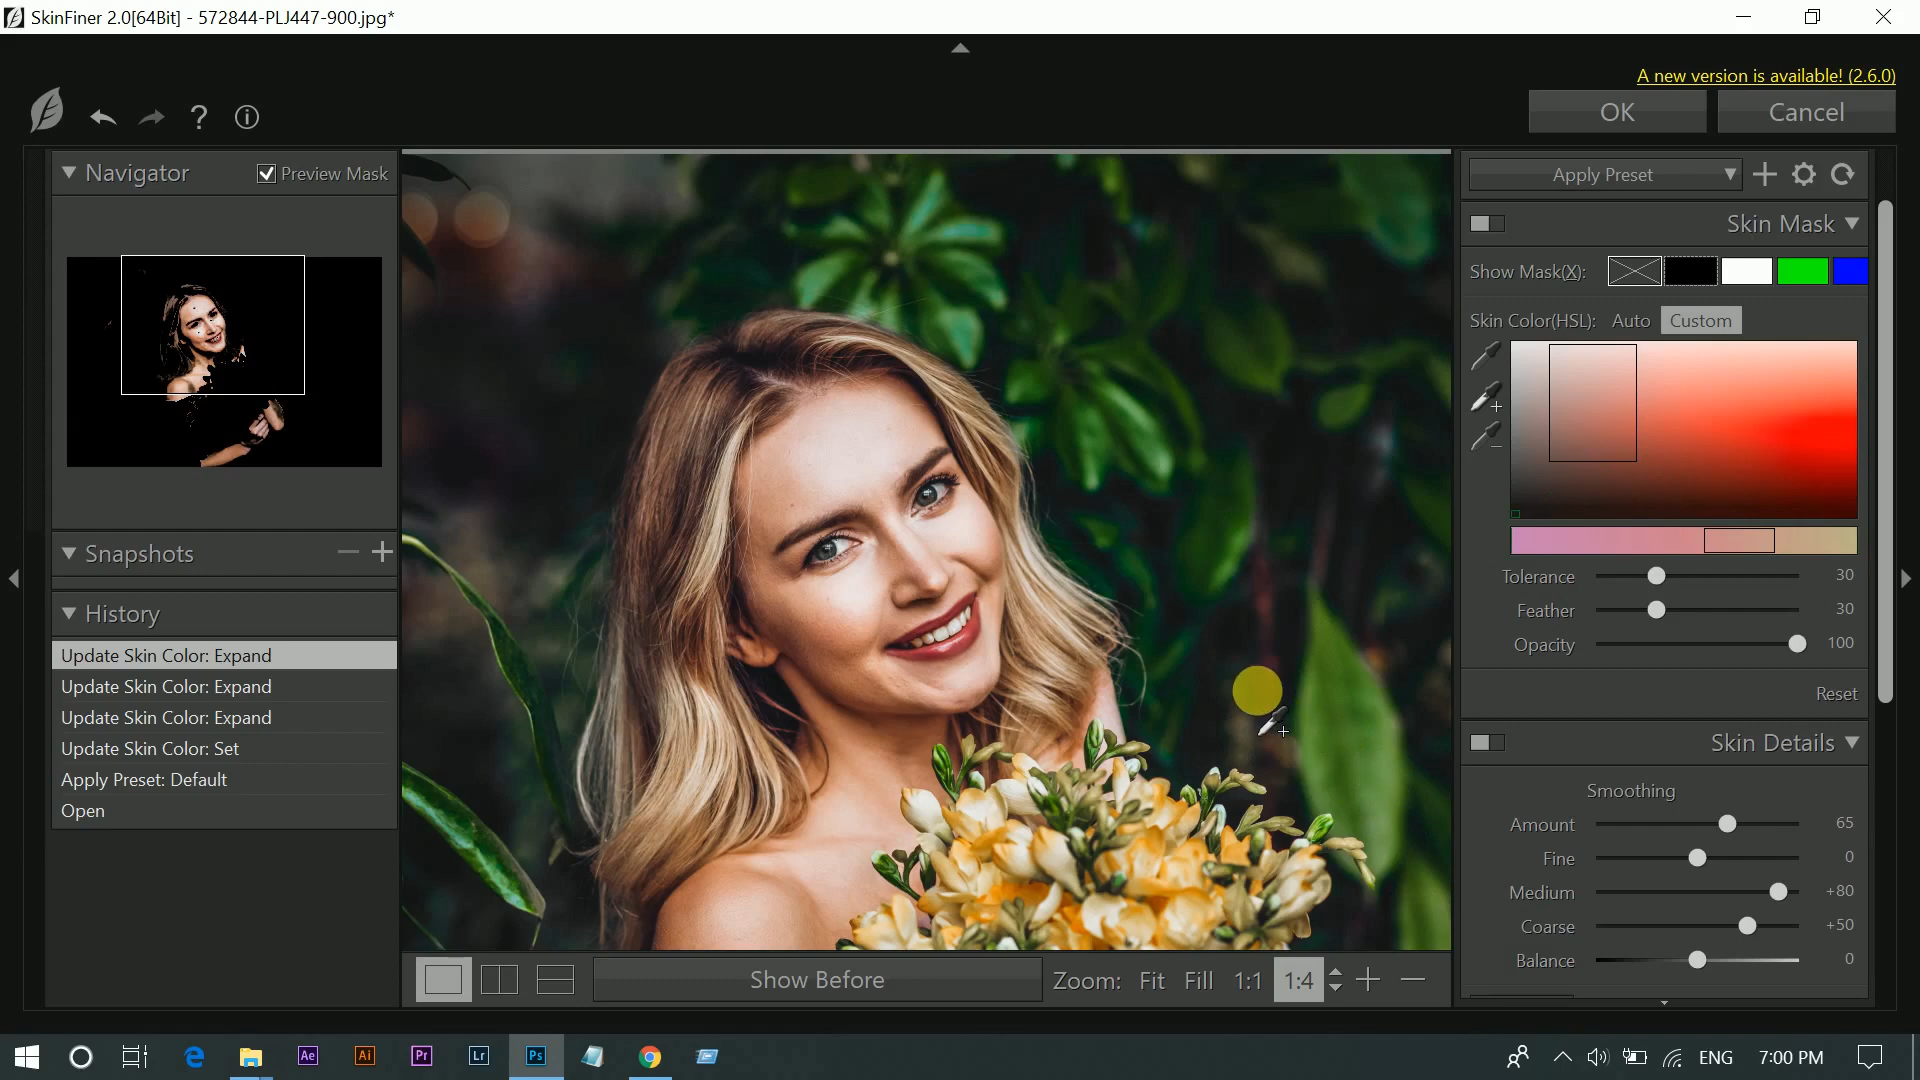 SkinFiner 2.0[64Bit] - 572844-PLJ447-900.jpg*
A new version is available! (2.6.0)
OK
Cancel
Navigator
Preview Mask
Snapshots
History
Update Skin Color: Expand
Update Skin Color: Expand
Update Skin Color: Expand
Update Skin Color: Set
Apply Preset: Default
Open
Show Before
Zoom:
Fit
Fill
1:1
1:4
Apply Preset
Skin Mask
Show Mask(X):
Skin Color(HSL):
Auto
Custom
Tolerance 30
Feather 30
Opacity 100
Reset
Skin Details
Smoothing
Amount 65
Fine 0
Medium +80
Coarse +50
Balance 0
Ae
Ai
Pr
Lr
Ps
ENG
7:00 PM